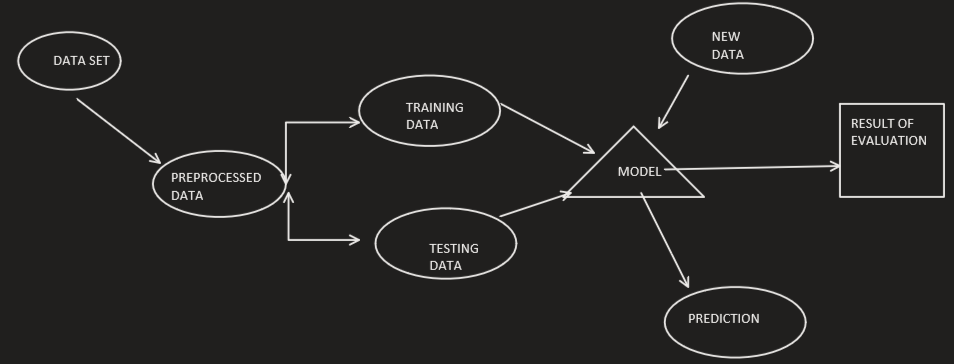 DATA SET
PREPROCESSED
DATA
TRAINING
DATA
TESTING
DATA
NEW
DATA
MODEL
RESULT OF
EVALUATION
PREDICTION